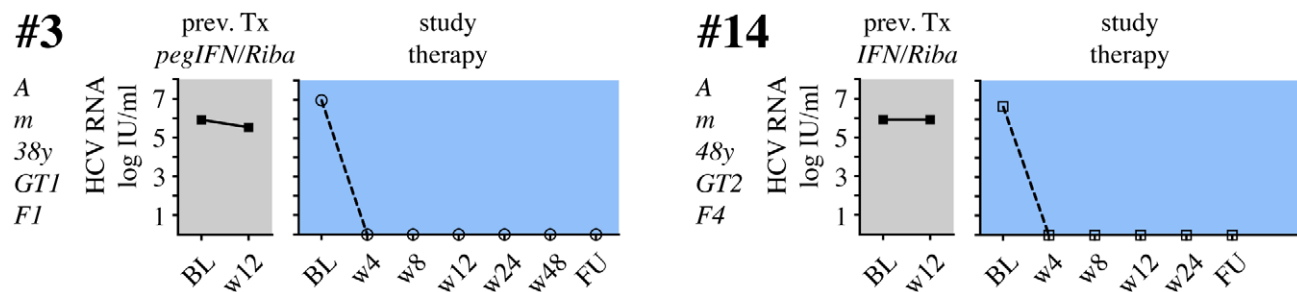 #3
prev. Tx
pegIFN/Riba
study
therapy
A
m
38y
GT1
F1
HCV RNA
log IU/ml
7
5
3
1
BL
w12
BL
w4
w8
w12
w24
w48
FU
#14
prev. Tx
IFN/Riba
study
therapy
A
m
48y
GT2
F4
HCV RNA
log IU/ml
7
5
3
1
BL
w12
BL
w4
w8
w12
w24
FU